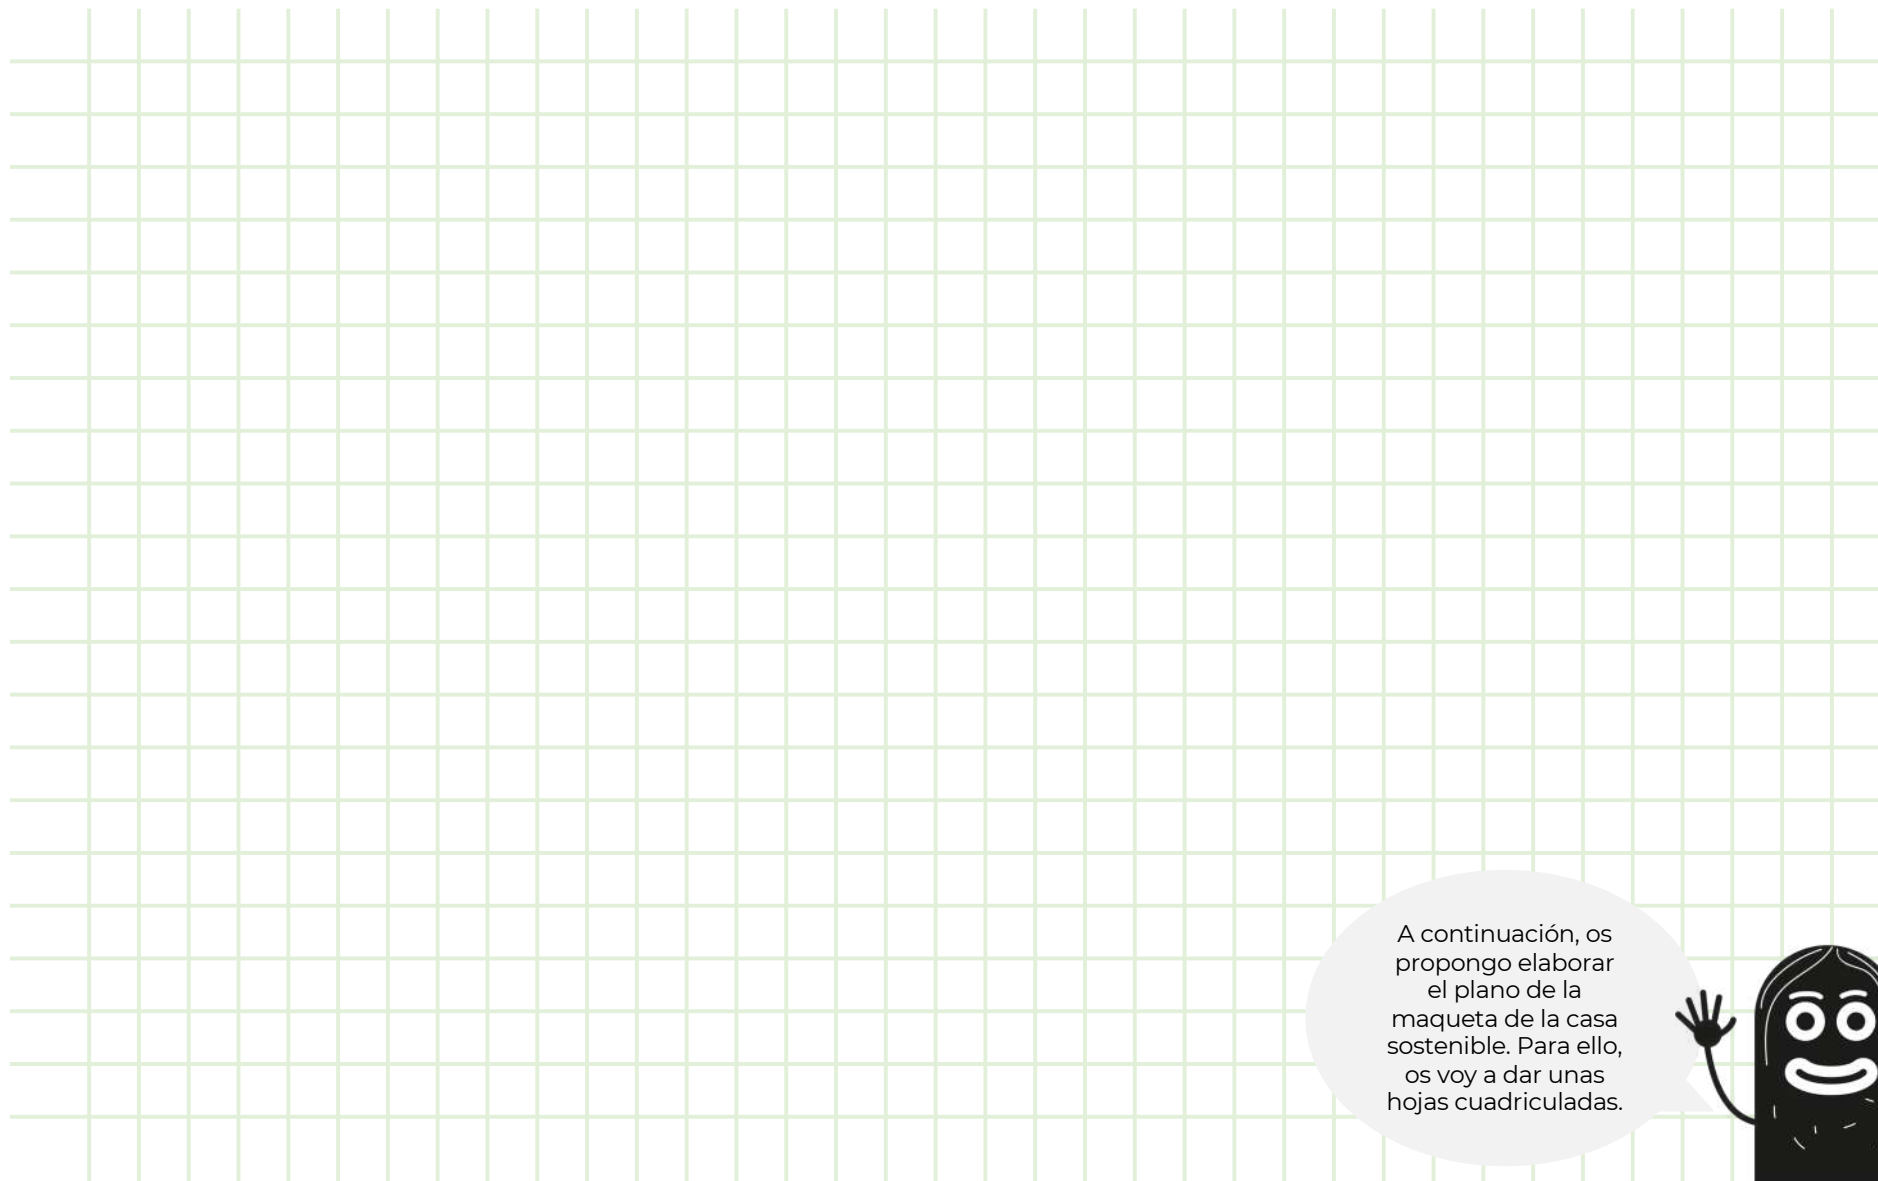 A continuación, os
propongo elaborar
el plano de la
maqueta de la casa
sostenible. Para ello,
os voy a dar unas
hojas cuadriculadas.